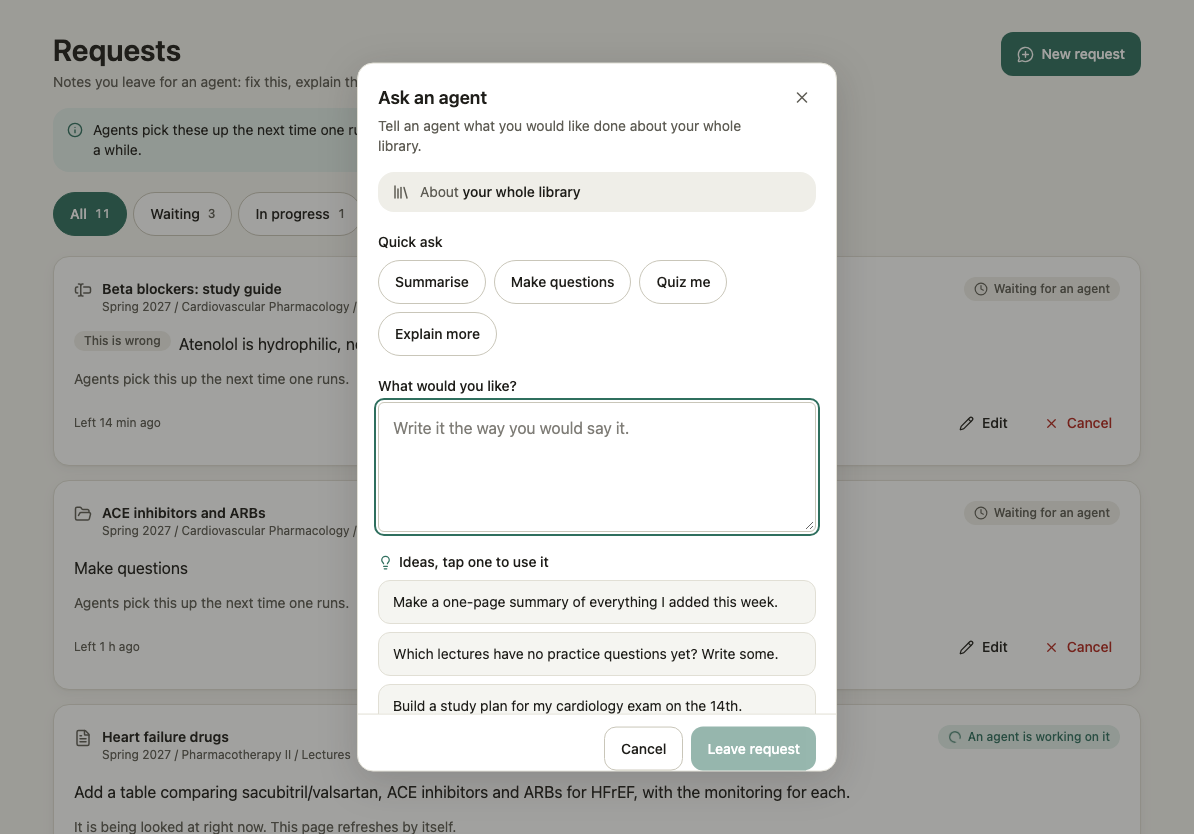 Requests
New request
Notes you leave for an agent: fix this, explain th
Agents pick these up the next time one ru
a while.
All 11
Waiting 3
In progress 1
Beta blockers: study guide
Spring 2027 / Cardiovascular Pharmacology /
Waiting for an agent
This is wrong
Atenolol is hydrophilic, n
Agents pick this up the next time one runs.
Left 14 min ago
Edit
Cancel
ACE inhibitors and ARBs
Spring 2027 / Cardiovascular Pharmacology /
Waiting for an agent
Make questions
Agents pick this up the next time one runs.
Left 1 h ago
Edit
Cancel
Heart failure drugs
Spring 2027 / Pharmacotherapy II / Lectures
An agent is working on it
Add a table comparing sacubitril/valsartan, ACE inhibitors and ARBs for HFrEF, with the monitoring for each.
It is being looked at right now. This page refreshes by itself.
Ask an agent
Tell an agent what you would like done about your whole
library.
About your whole library
Quick ask
Summarise
Make questions
Quiz me
Explain more
What would you like?
Write it the way you would say it.
Ideas, tap one to use it
Make a one-page summary of everything I added this week.
Which lectures have no practice questions yet? Write some.
Build a study plan for my cardiology exam on the 14th.
Cancel
Leave request